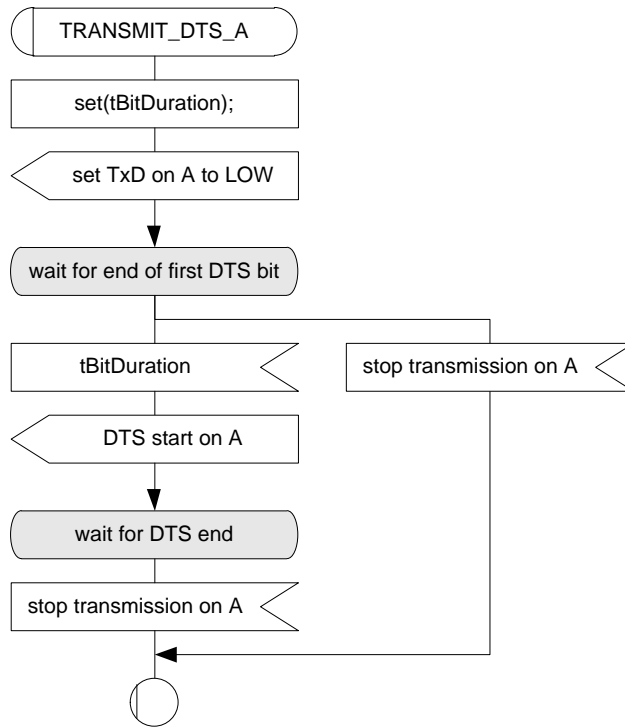 TRANSMIT_DTS_A
set(tBitDuration);
set TxD on A to LOW
wait for end of first DTS bit
tBitDuration
stop transmission on A
DTS start on A
wait for DTS end
stop transmission on A